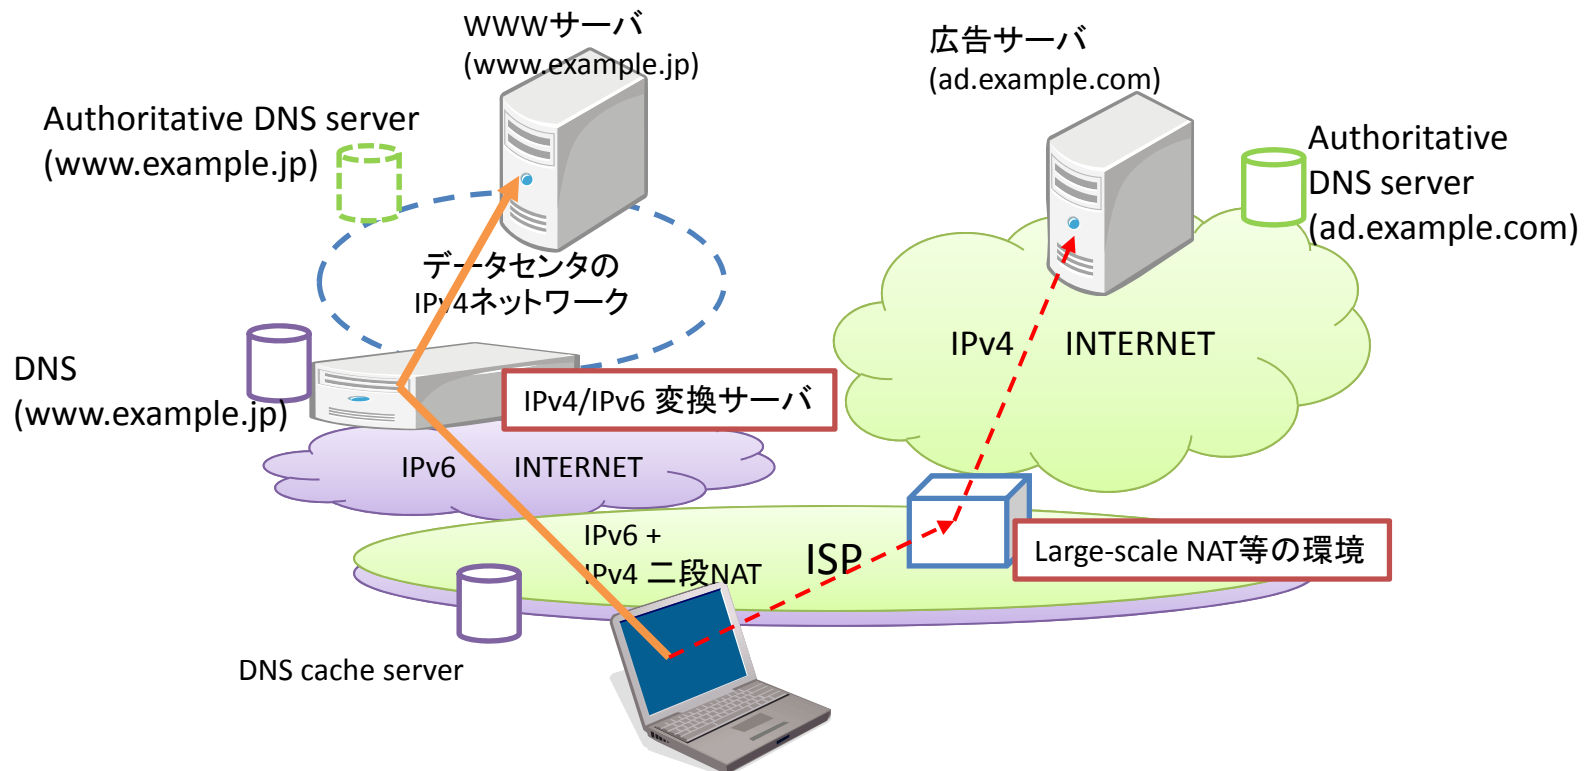 WWWサーバ
(www.example.jp)
広告サーバ
(ad.example.com)
Authoritative DNS server
(www.example.jp)
Authoritative
DNS server
(ad.example.com)
データセンタの
IPv4ネットワーク
IPv4 INTERNET
DNS
(www.example.jp)
IPv4/IPv6 変換サーバ
IPv6 INTERNET
IPv6 +
IPv4 二段NAT
ISP
Large-scale NAT等の環境
DNS cache server